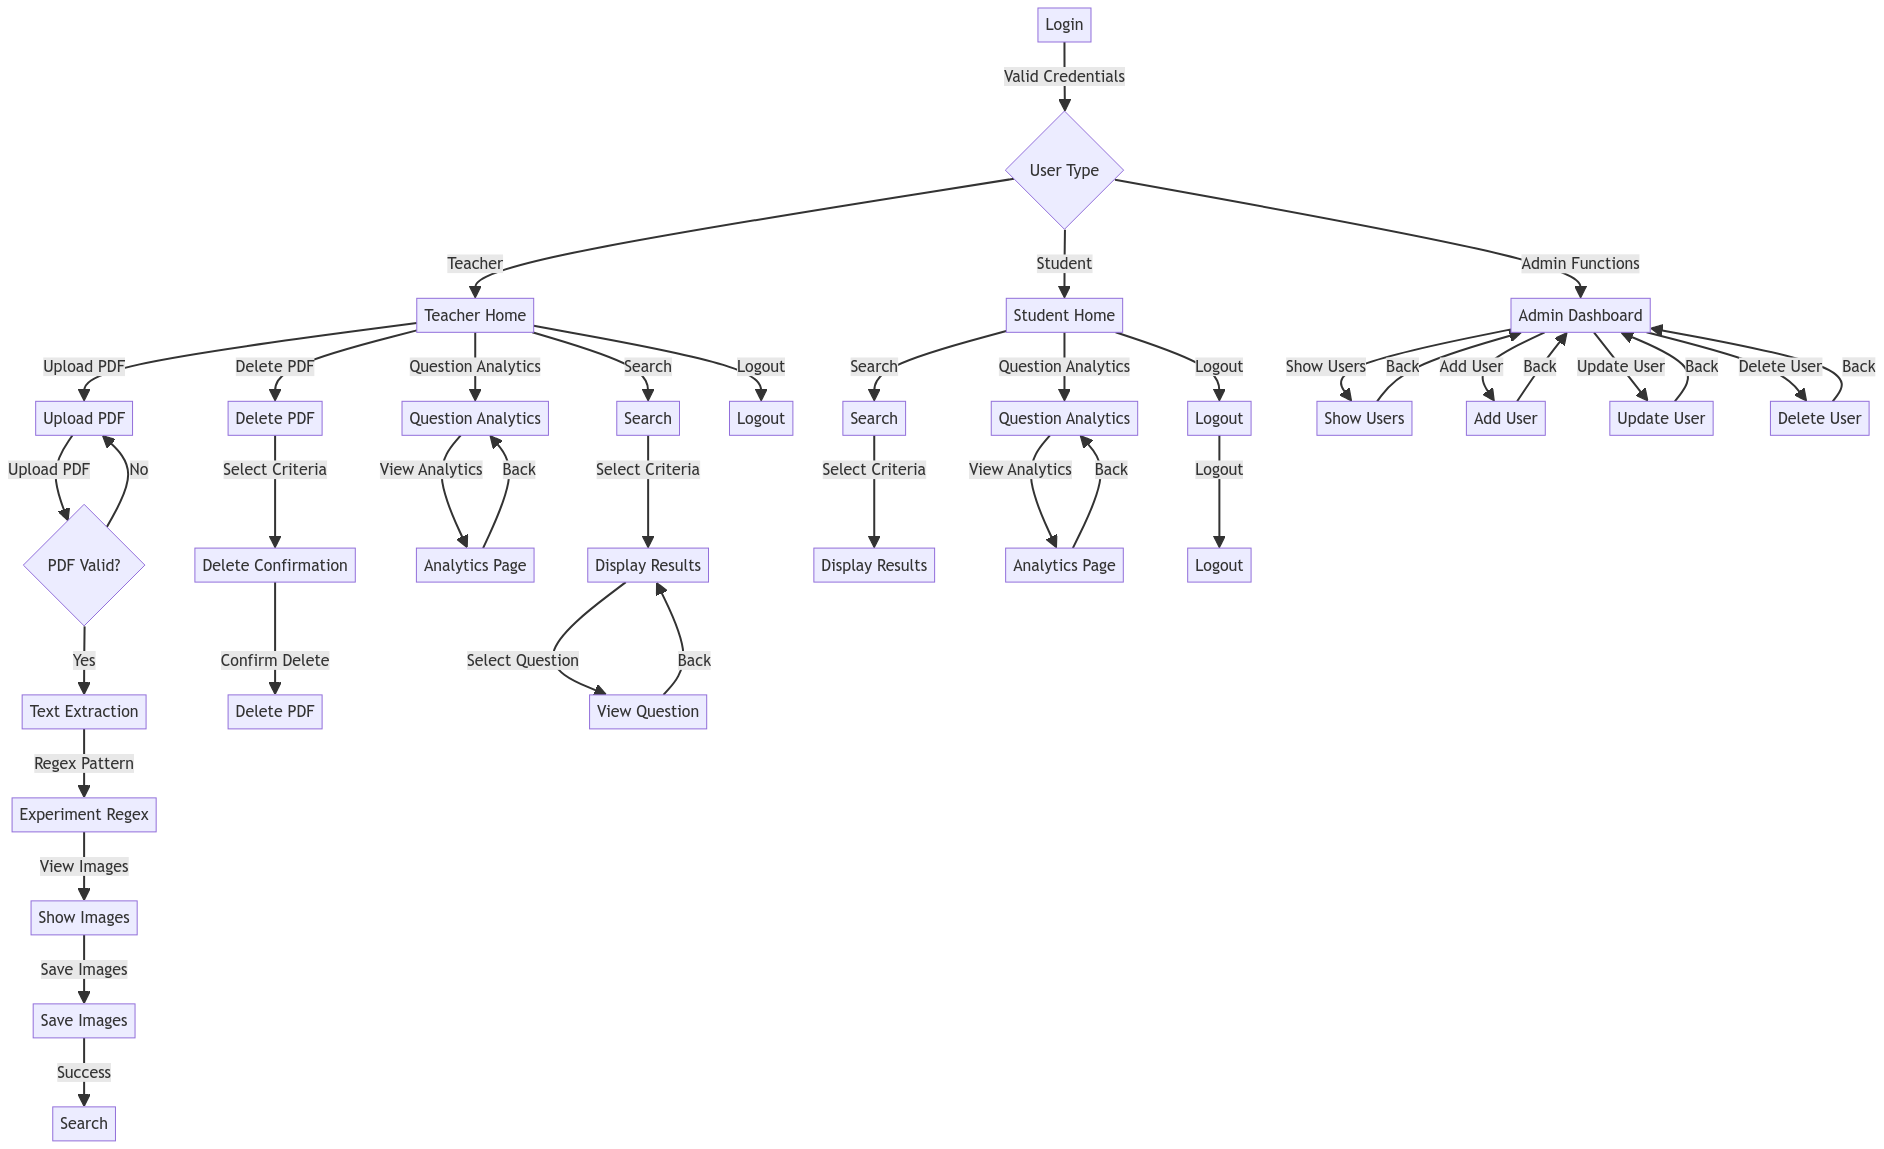 Login
Valid Credentials
User Type
Teacher
Student
Admin Functions
Teacher Home
Student Home
Admin Dashboard
Upload PDF
Delete PDF
Question Analytics
Search
Logout
Search
Question Analytics
Logout
Show Users
Back
Add User
Back
Update User
Back
Delete User
Back
Upload PDF
Delete PDF
Question Analytics
Search
Logout
Search
Question Analytics
Logout
Show Users
Add User
Update User
Delete User
Upload PDF
No
Select Criteria
View Analytics
Back
Select Criteria
Select Criteria
View Analytics
Back
Logout
PDF Valid?
Delete Confirmation
Analytics Page
Display Results
Display Results
Analytics Page
Logout
Yes
Confirm Delete
Select Question
Back
Text Extraction
Delete PDF
View Question
Regex Pattern
Experiment Regex
View Images
Show Images
Save Images
Save Images
Success
Search